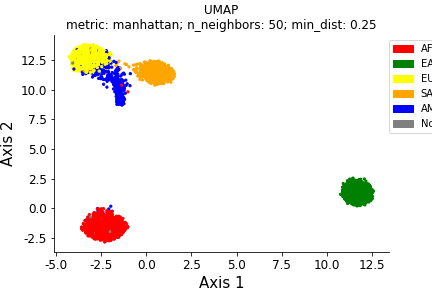 UMAP
metric: manhattan; n_neighbors: 50; min_dist: 0.25
Axis 2
12.5
10.0
7.5
5.0
2.5
0.0
-2.5
-5.0
-2.5
0.0
2.5
5.0
7.5
10.0
12.5
Axis 1
AF
EA
EU
SA
AM
No